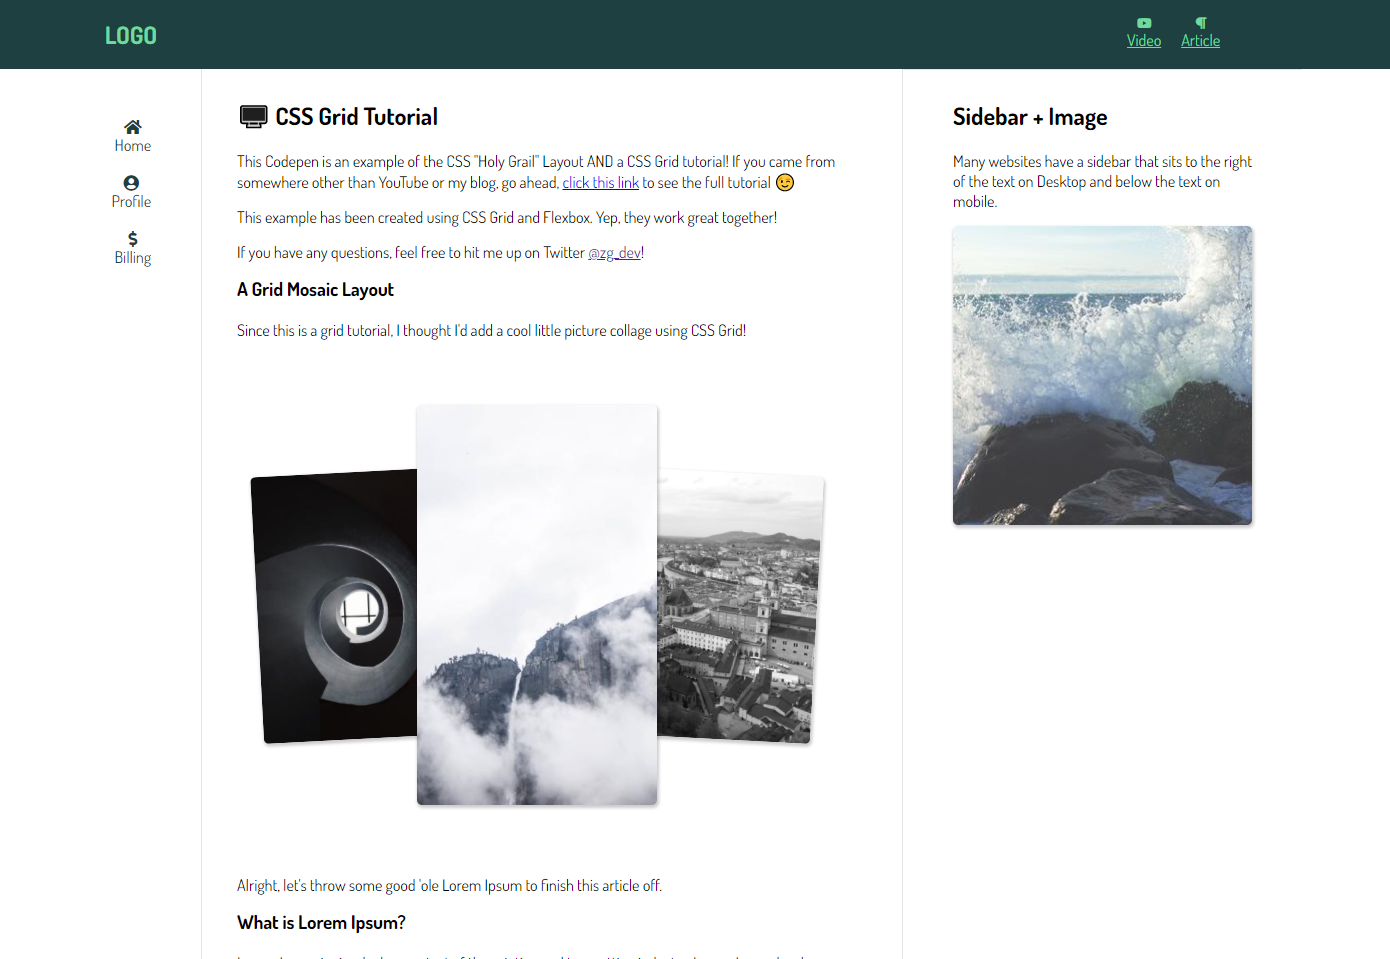 LOGO
Video
Article
Home
Profile
Billing
🖥️ CSS Grid Tutorial
This Codepen is an example of the CSS "Holy Grail" Layout AND a CSS Grid tutorial! If you came from
somewhere other than YouTube or my blog, go ahead, click this link to see the full tutorial 😉
This example has been created using CSS Grid and Flexbox. Yep, they work great together!
If you have any questions, feel free to hit me up on Twitter @zg_dev!
A Grid Mosaic Layout
Since this is a grid tutorial, I thought I'd add a cool little picture collage using CSS Grid!
Alright, let's throw some good 'ole Lorem Ipsum to finish this article off.
What is Lorem Ipsum?
Sidebar + Image
Many websites have a sidebar that sits to the right
of the text on Desktop and below the text on
mobile.